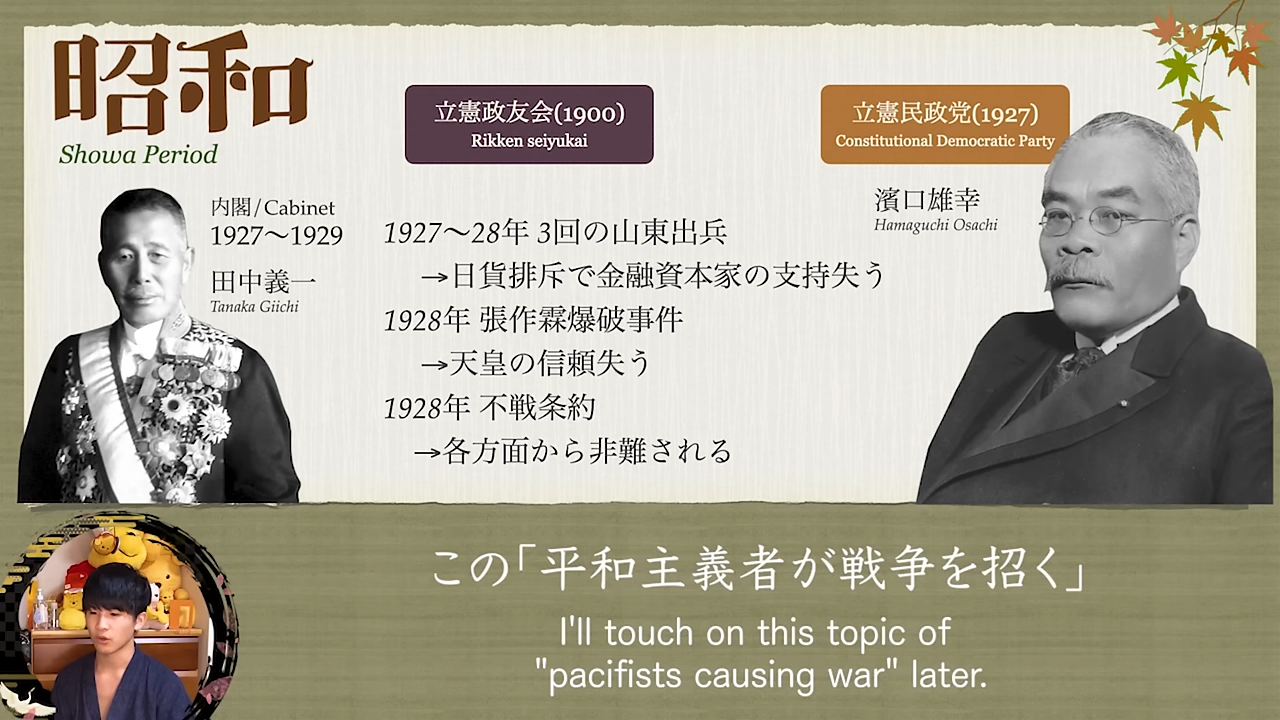 昭和
Showa Period
立憲政友会(1900)
Rikken seiyukai
立憲民政党(1927)
Constitutional Democratic Party
内閣/Cabinet
1927〜1929
田中義一
Tanaka Giichi
濱口雄幸
Hamaguchi Osachi
1927〜28年 3回の山東出兵
→日貨排斥で金融資本家の支持失う
1928年 張作霖爆破事件
→天皇の信頼失う
1928年 不戦条約
→各方面から非難される
この「平和主義者が戦争を招く」
I'll touch on this topic of
"pacifists causing war" later.